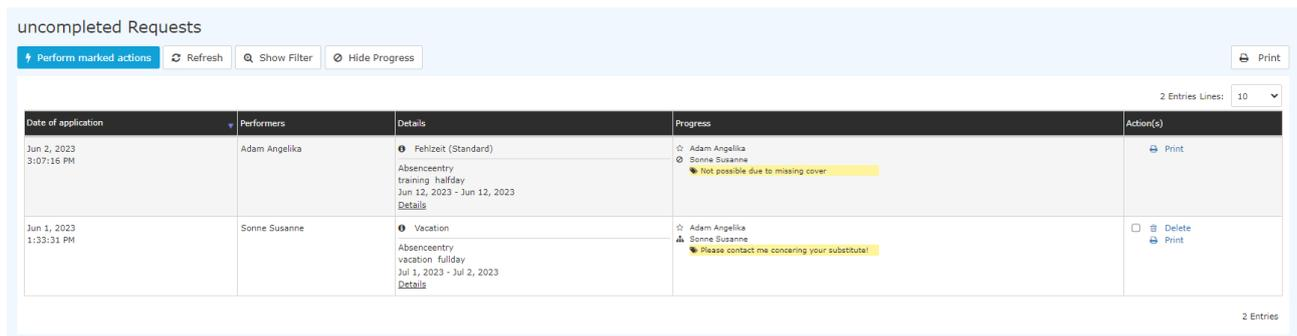 uncompleted Requests
Perform marked actions Refresh Show Filter Hide Progress Print
2 Entries Lines: 10
Date of application Performers Details Progress Action(s)
Jun 2, 2023
3:07:16 PM
Adam Angelika
Fehlzeit (Standard)
Absenceentry
training halfday
Jun 12, 2023 - Jun 12, 2023
Details
Adam Angelika
Sonne Susanne
Not possible due to missing cover
Print
Jun 1, 2023
1:33:31 PM
Sonne Susanne
Vacation
Absenceentry
vacation fullday
Jul 1, 2023 - Jul 2, 2023
Details
Adam Angelika
Sonne Susanne
Please contact me concering your substitute!
Delete
Print
2 Entries